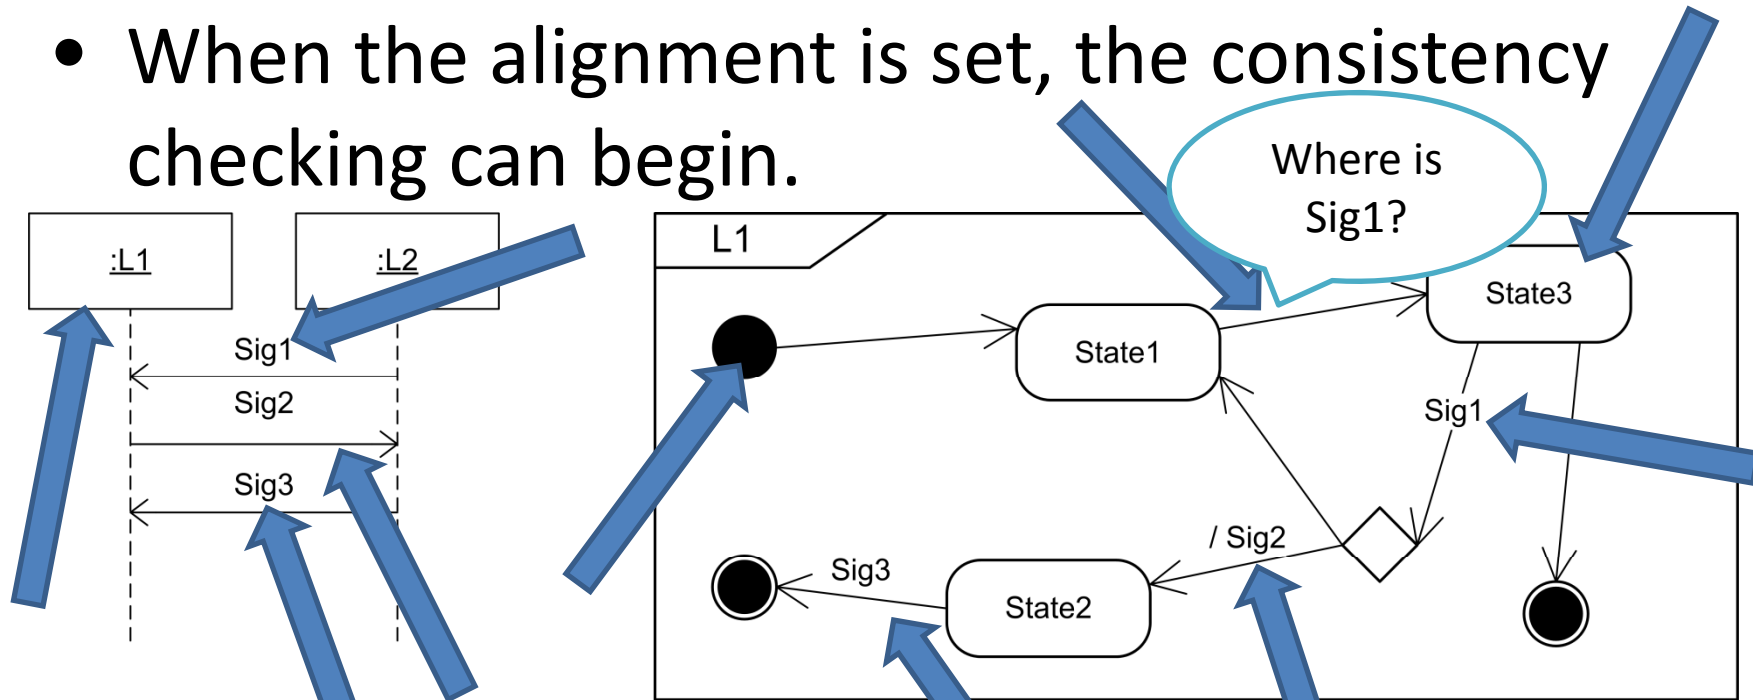 • When the alignment is set, the consistency
checking can begin.
Where is
Sig1?
:L1
:L2
Sig1
Sig2
Sig3
L1
State1
State3
Sig1
/ Sig2
Sig3
State2